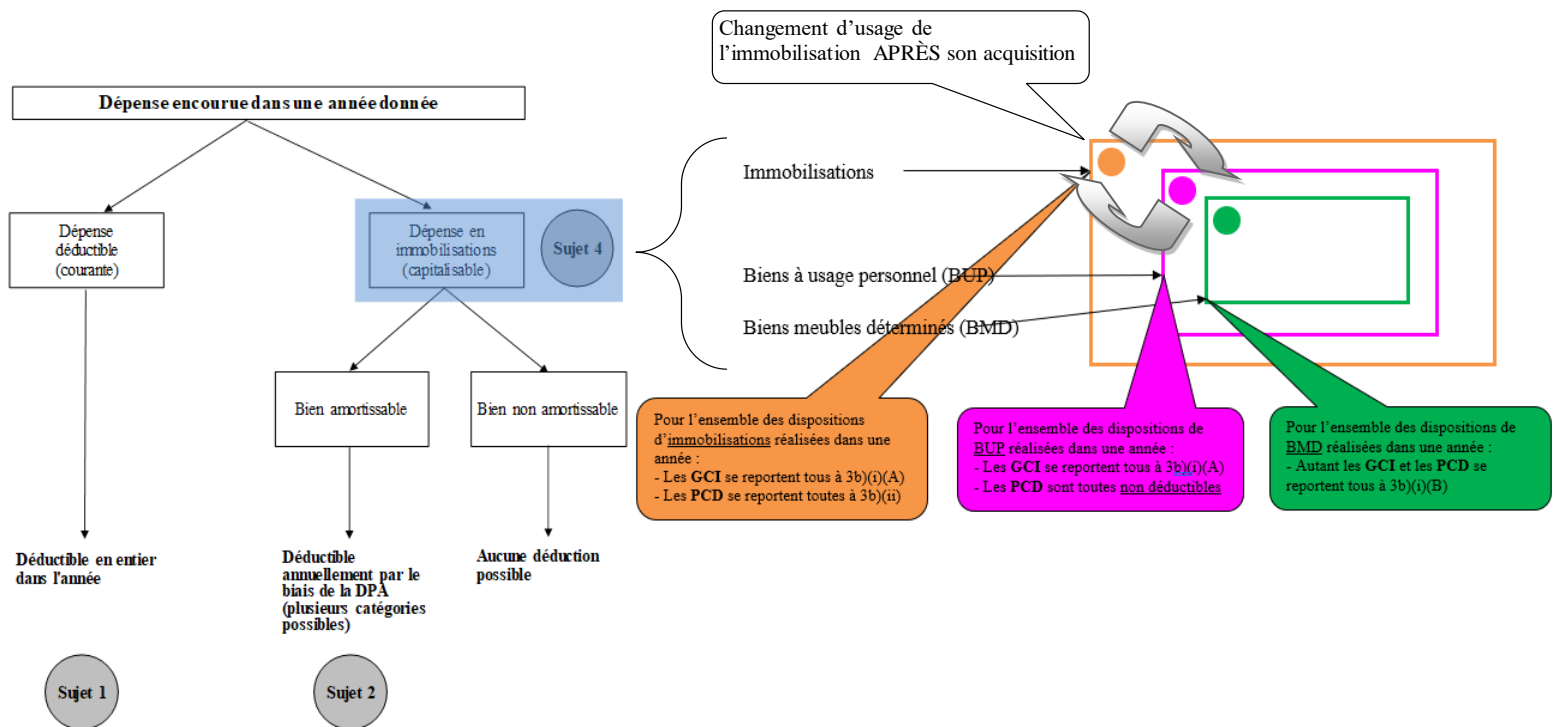 Changement d'usage de
l'immobilisation APRÈS son acquisition
Dépense encourue dans une année donnée
Dépense
déductible
(courante)
Dépense en
immobilisations
(capitalisable)
Sujet 4
Immobilisations
Biens à usage personnel (BUP)
Biens meubles déterminés (BMD)
Bien amortissable
Bien non amortissable
Pour l'ensemble des dispositions
d'immobilisations réalisées dans une
année :
- Les GCI se reportent tous à 3b)(i)(A)
- Les PCD se reportent toutes à 3b)(ii)
Pour l'ensemble des dispositions de
BUP réalisées dans une année :
- Les GCI se reportent tous à 3b)(i)(A)
- Les PCD sont toutes non déductibles
Pour l'ensemble des dispositions de
BMD réalisées dans une année :
- Autant les GCI et les PCD se
reportent tous à 3b)(i)(B)
Déductible en entier
dans l'année
Déductible
annuellement par le
biais de la DPA
(plusieurs catégories
possibles)
Aucune déduction
possible
Sujet 1
Sujet 2